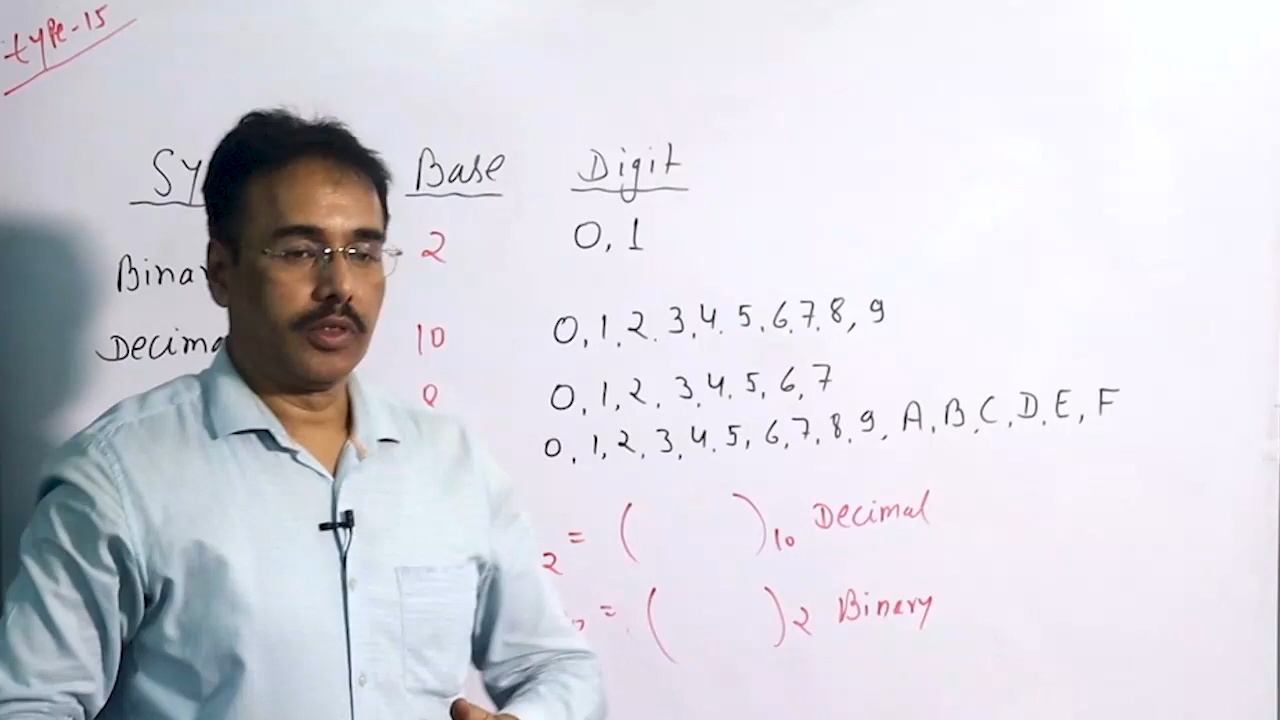 type-15
Sy Base Digit
Binar 2 0, 1
Decima 10 0, 1, 2, 3, 4, 5, 6, 7, 8, 9
0, 1, 2, 3, 4, 5, 6, 7
0, 1, 2, 3, 4, 5, 6, 7, 8, 9, A, B, C, D, E, F
2 = ( )10 Decimal
= ( )2 Binary